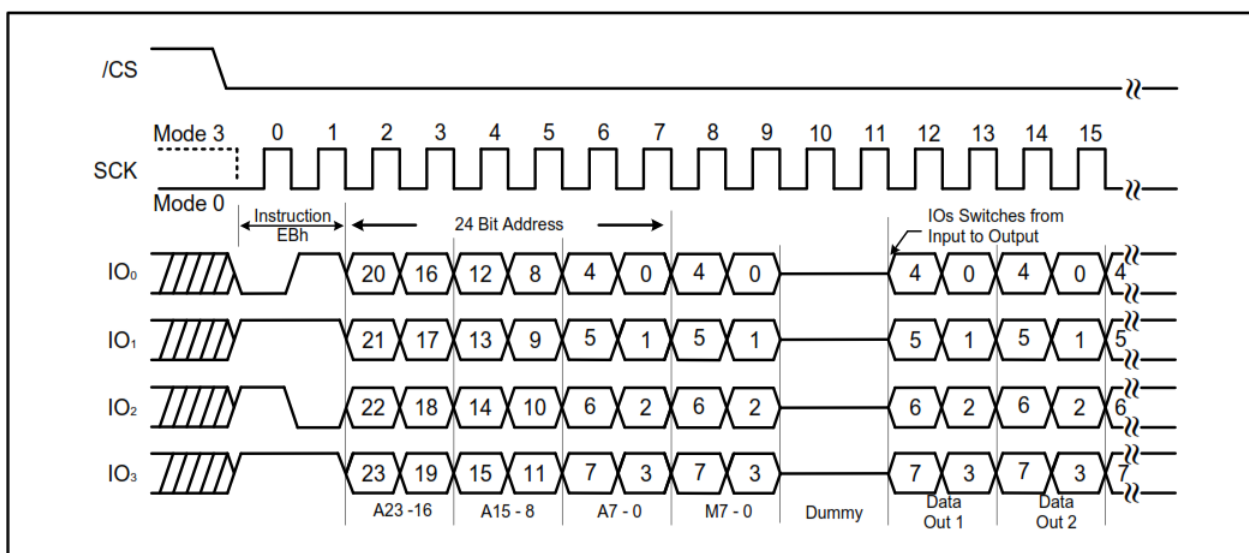 /CS
Mode 3 0 1 2 3 4 5 6 7 8 9 10 11 12 13 14 15
SCK
Mode 0
Instruction
EBh
24 Bit Address
IOs Switches from
Input to Output
IO₀ 20 16 12 8 4 0 4 0 4 0 4 0 4
IO₁ 21 17 13 9 5 1 5 1 5 1 5 1 5
IO₂ 22 18 14 10 6 2 6 2 6 2 6 2 6
IO₃ 23 19 15 11 7 3 7 3 7 3 7 3 7
A23 -16 A15 - 8 A7 - 0 M7 - 0 Dummy Data
Out 1 Data
Out 2